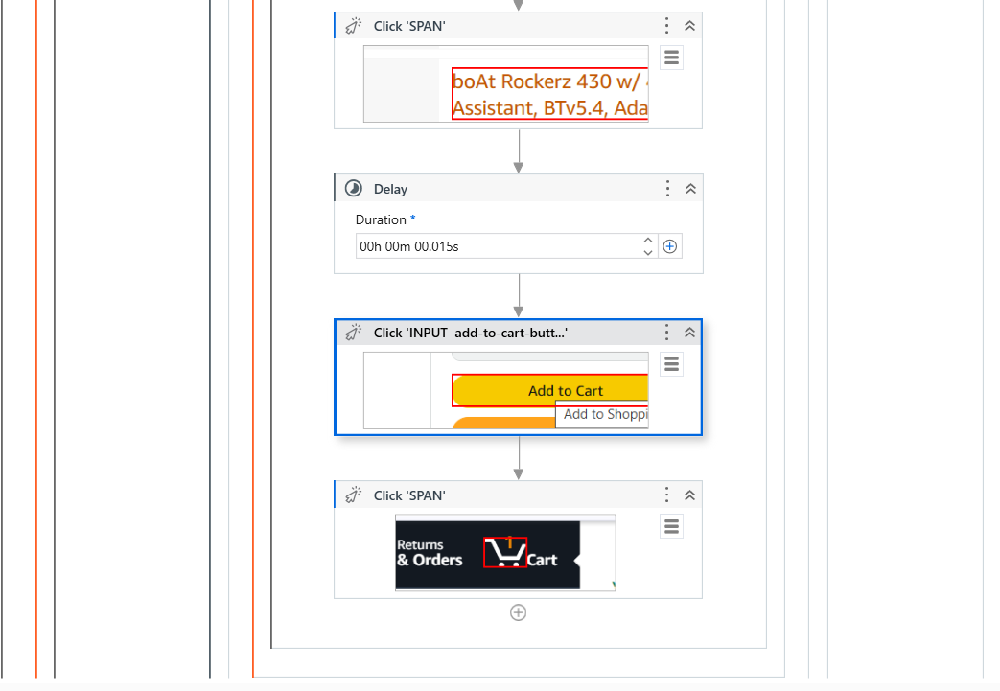 Click 'SPAN'
boAt Rockerz 430 w/
Assistant, BTv5.4, Ada
Delay
Duration *
00h 00m 00.015s
Click 'INPUT  add-to-cart-butt...'
Add to Cart
Add to Shoppi
Click 'SPAN'
Returns
& Orders
1
Cart